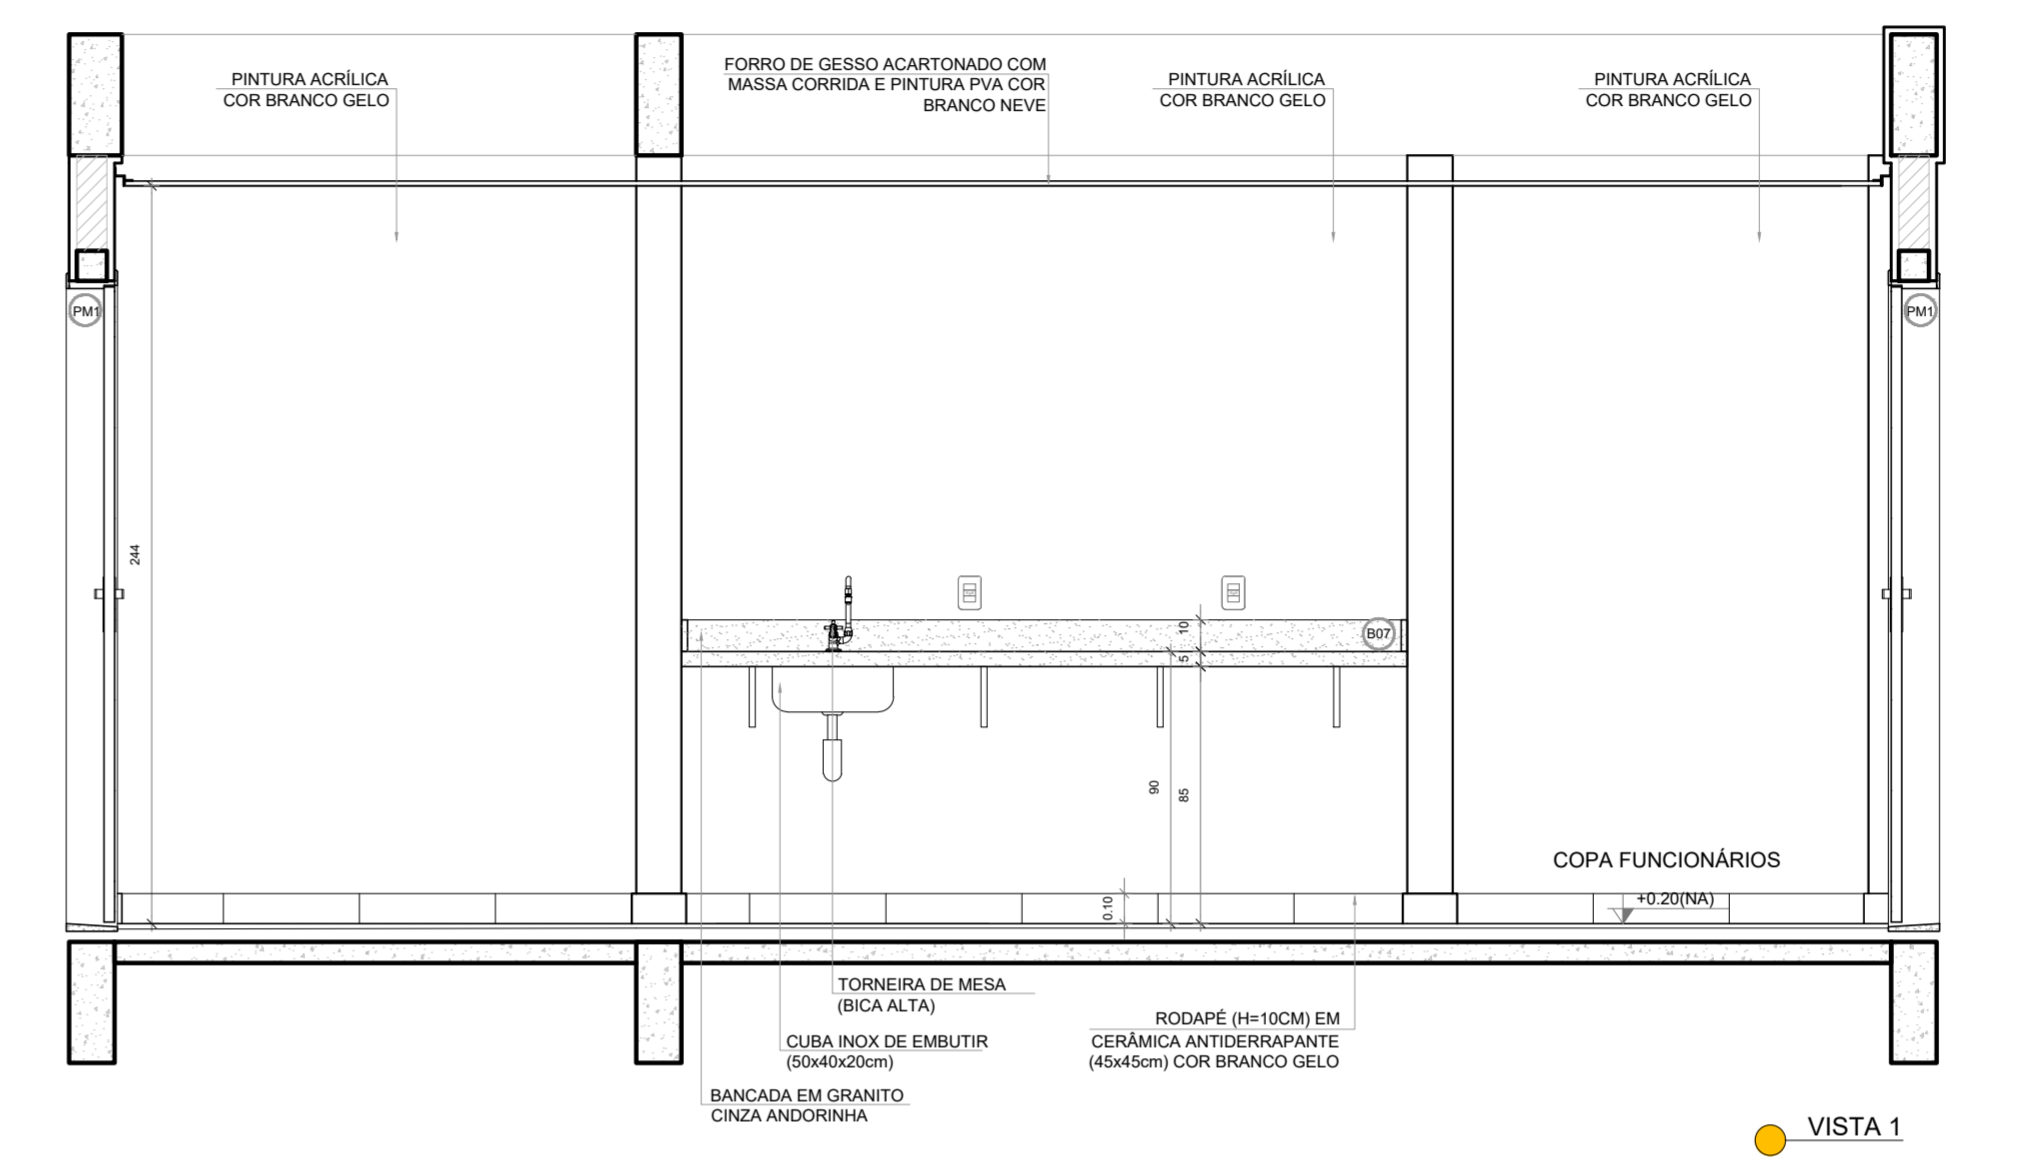 PINTURA ACRÍLICA
COR BRANCO GELO
FORRO DE GESSO ACARTONADO COM
MASSA CORRIDA E PINTURA PVA COR
BRANCO NEVE
PINTURA ACRÍLICA
COR BRANCO GELO
PINTURA ACRÍLICA
COR BRANCO GELO
PM1
PM1
244
10
B07
5
90
85
COPA FUNCIONÁRIOS
+0.20(NA)
0.10
TORNEIRA DE MESA
(BICA ALTA)
CUBA INOX DE EMBUTIR
(50x40x20cm)
BANCADA EM GRANITO
CINZA ANDORINHA
RODAPÉ (H=10CM) EM
CERÂMICA ANTIDERRAPANTE
(45x45cm) COR BRANCO GELO
VISTA 1